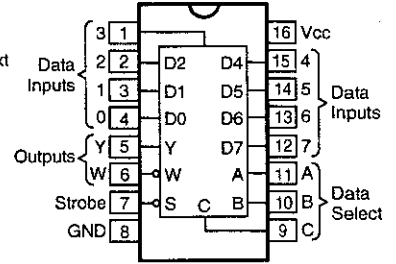 3 1 16 Vcc
xt Data Inputs
2 2 D2 D4 15 4
1 3 D1 D5 14 5
Data Inputs
0 4 D0 D6 13 6
Outputs
Y 5 Y D7 12 7
W 6 W A 11 A
Strobe 7 S C B 10 B
Data Select
GND 8 9 C